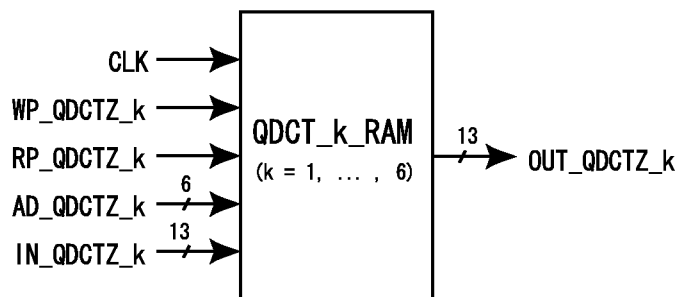 CLK
WP_QDCTZ_k
RP_QDCTZ_k
6
AD_QDCTZ_k
13
IN_QDCTZ_k
QDCT_k_RAM
(k = 1, ... , 6)
13
OUT_QDCTZ_k